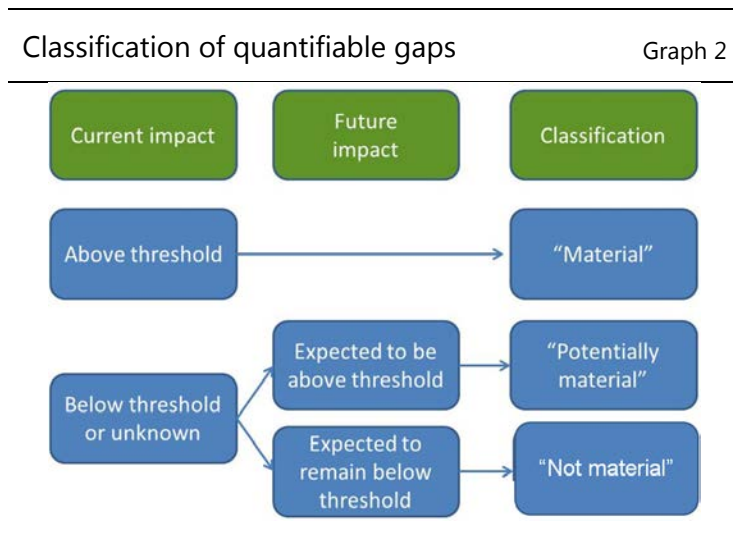 Classification of quantifiable gaps
Graph 2
Current impact
Future
impact
Classification
Above threshold
“Material”
Below threshold
or unknown
Expected to be
above threshold
“Potentially
material”
Expected to
remain below
threshold
“Not material”